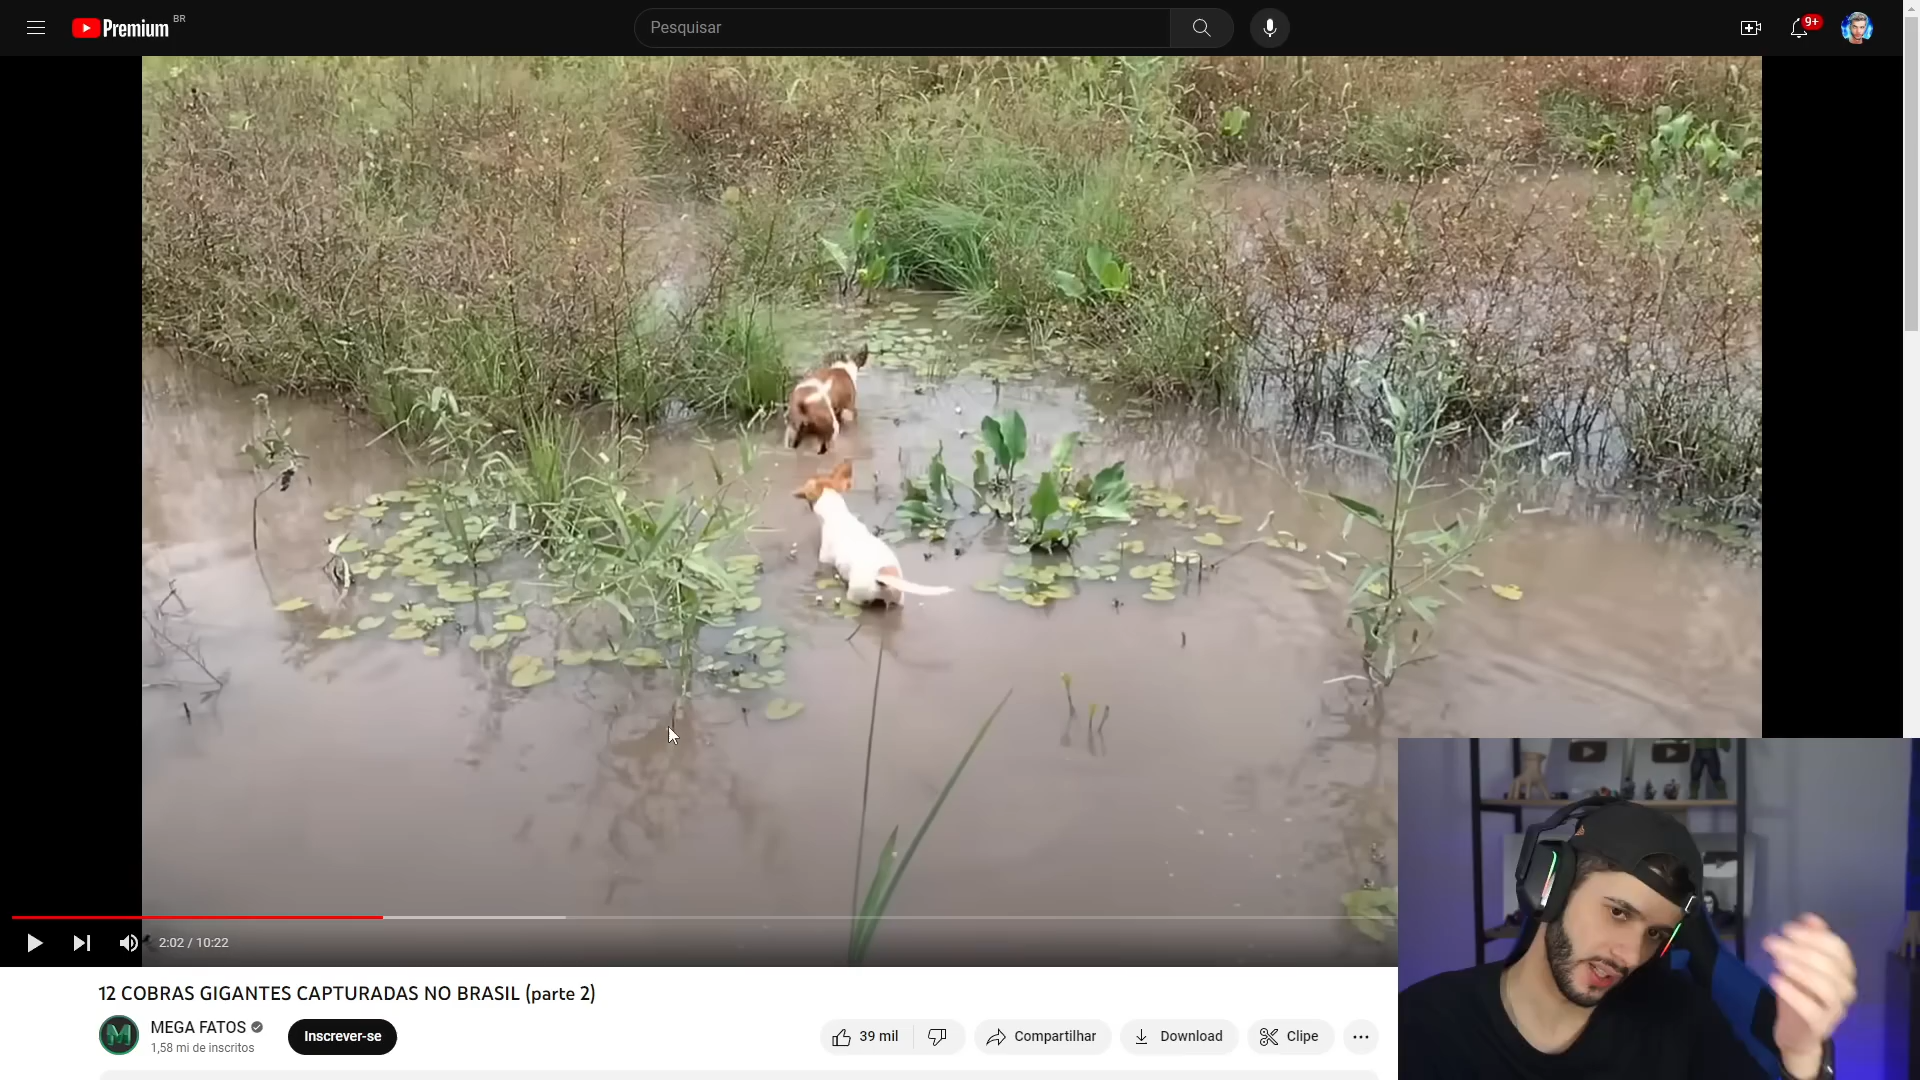 Premium BR
Pesquisar
9+
2:02 / 10:22
12 COBRAS GIGANTES CAPTURADAS NO BRASIL (parte 2)
MEGA FATOS
1,58 mi de inscritos
Inscrever-se
39 mil
Compartilhar
Download
Clipe